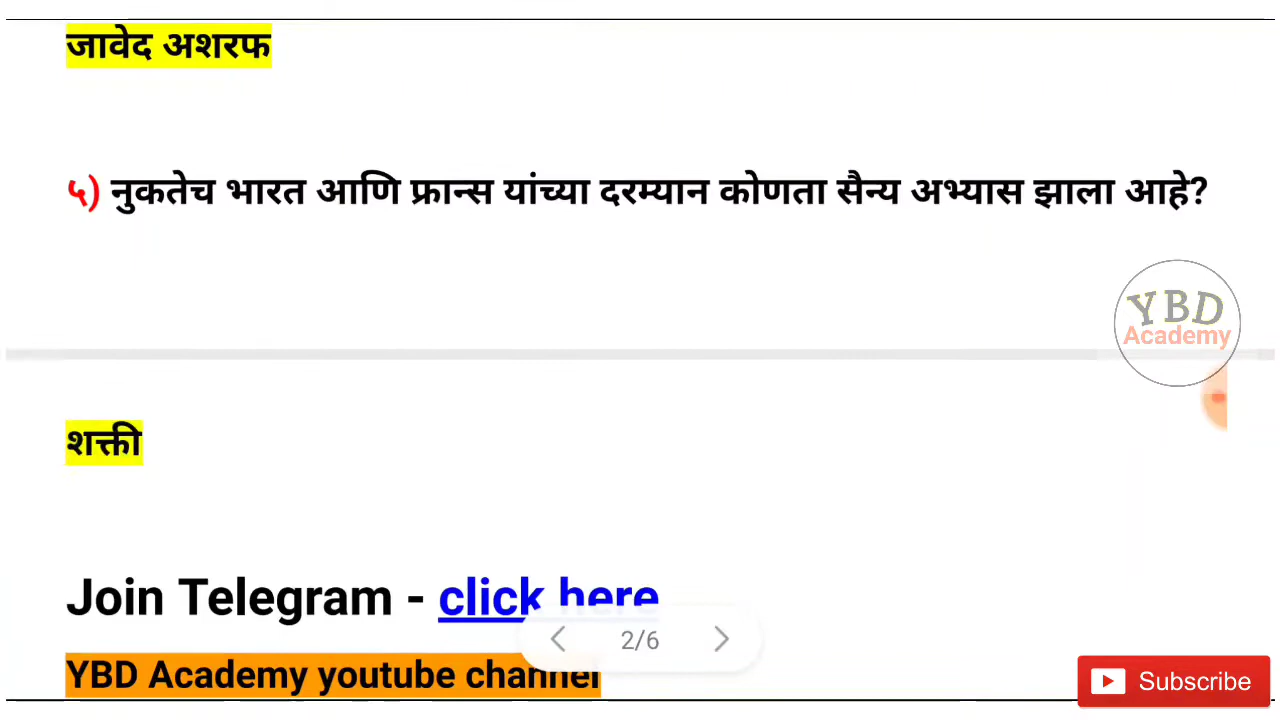 जावेद अशरफ
५) नुकतेच भारत आणि फ्रान्स यांच्या दरम्यान कोणता सैन्य अभ्यास झाला आहे?
YBD
Academy
शक्ती
Join Telegram - click here
2/6
YBD Academy youtube channel
Subscribe